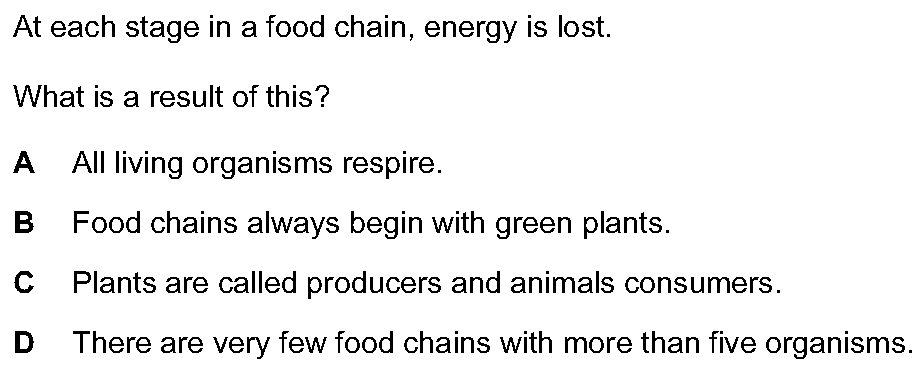 At each stage in a food chain, energy is lost.
What is a result of this?
A All living organisms respire.
B Food chains always begin with green plants.
C Plants are called producers and animals consumers.
D There are very few food chains with more than five organisms.